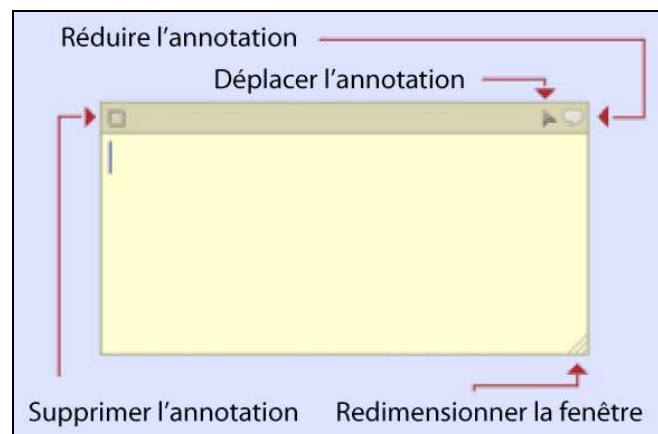 Réduire l'annotation
Déplacer l'annotation
Supprimer l'annotation
Redimensionner la fenêtre